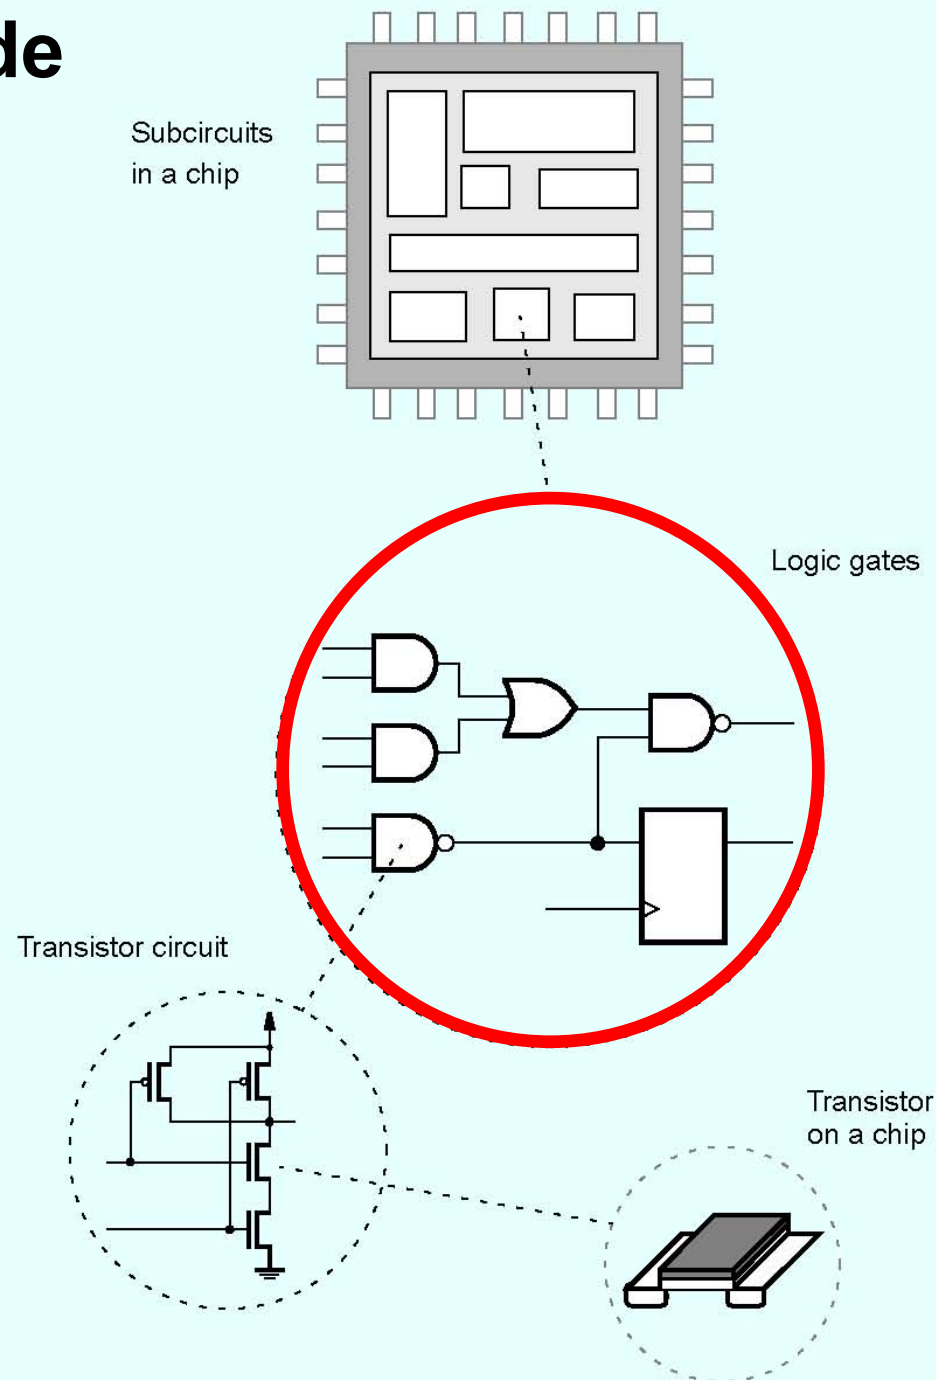 de
Subcircuits
in a chip
Logic gates
Transistor circuit
Transistor
on a chip